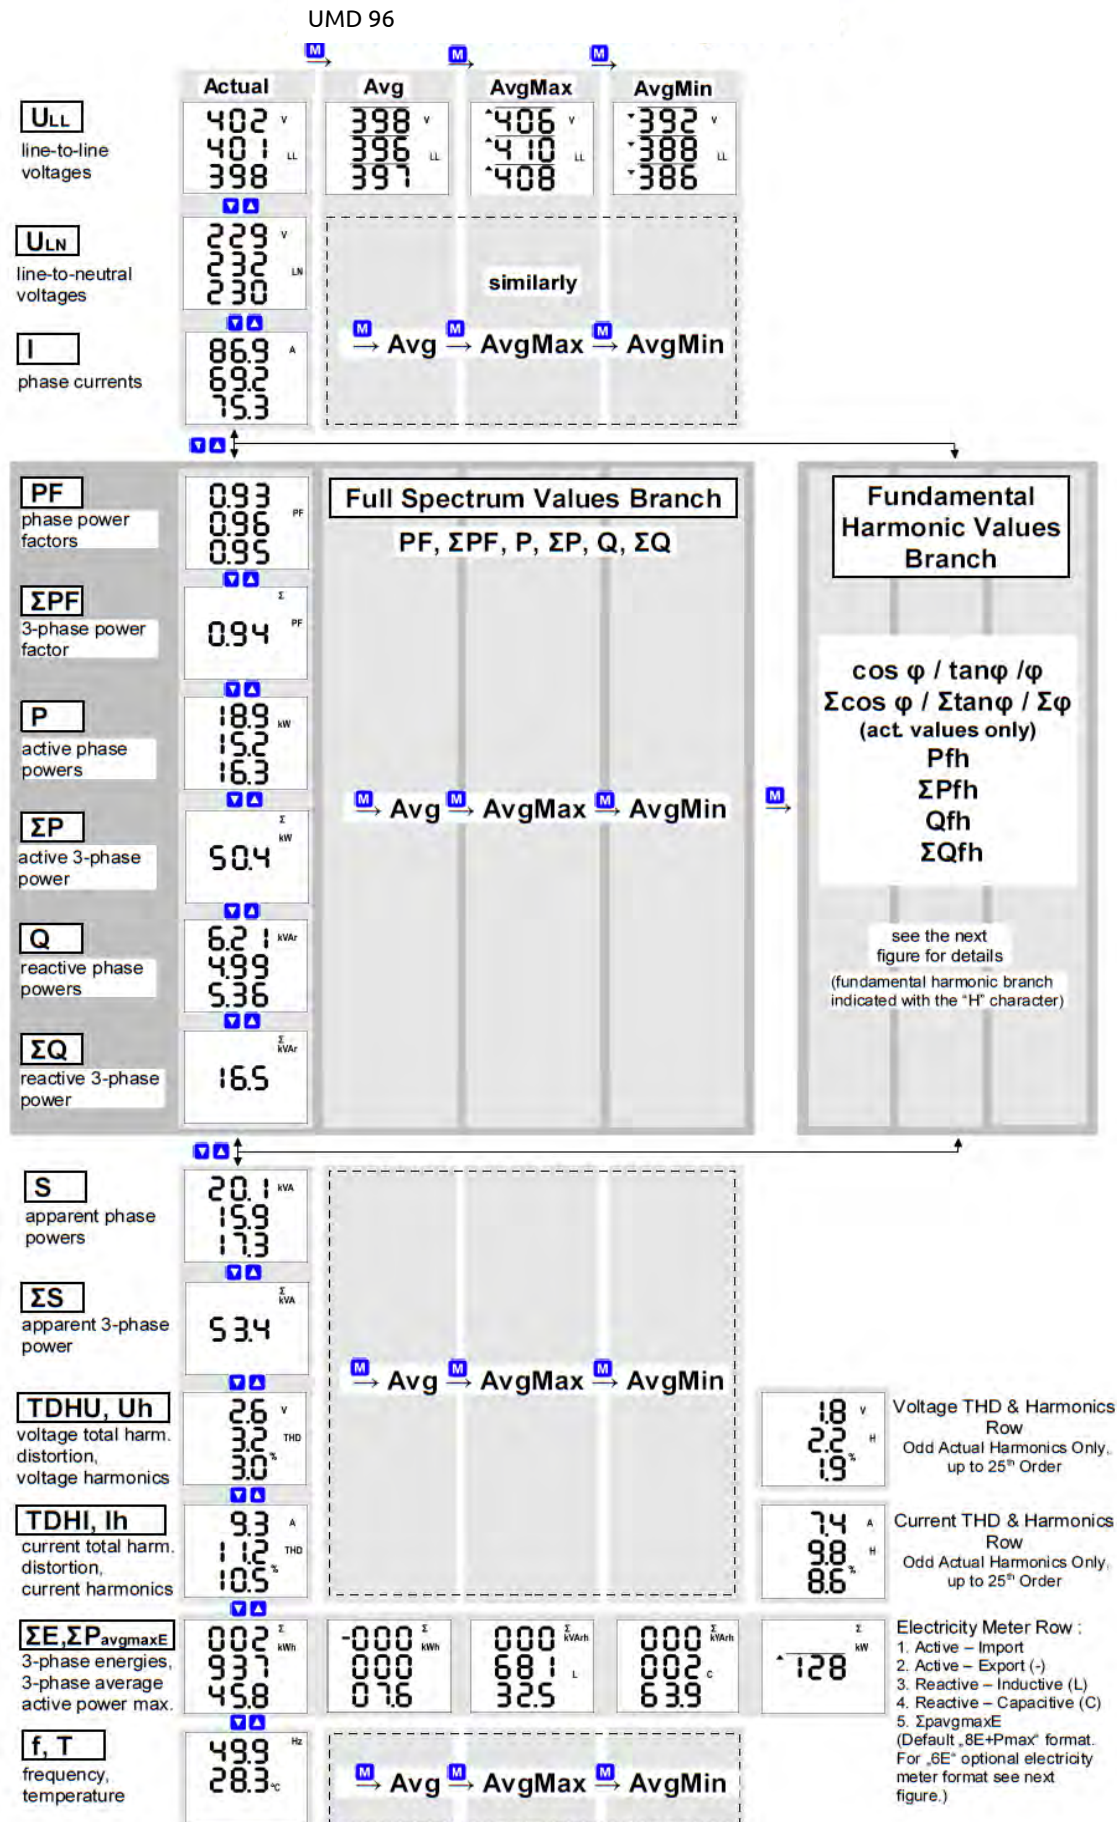 UMD 96
M M M
Actual Avg AvgMax AvgMin
ULL
line-to-line
voltages
402 V
401 LL
398
398 V
396 LL
397
406 V
410 LL
408
392 V
388 LL
386
ULN
line-to-neutral
voltages
229 V
232 LN
230
similarly
I
phase currents
86.9 A
69.2
75.3
M → Avg M → AvgMax M → AvgMin
PF
phase power
factors
0.93
0.96 PF
0.95
Full Spectrum Values Branch
PF, ΣPF, P, ΣP, Q, ΣQ
Fundamental
Harmonic Values
Branch
ΣPF
3-phase power
factor
Σ
0.94 PF
P
active phase
powers
18.9 kW
15.2
16.3
ΣP
active 3-phase
power
Σ
kW
50.4
M → Avg M → AvgMax M → AvgMin
M →
cos φ / tanφ /φ
Σcos φ / Σtanφ / Σφ
(act. values only)
Pfh
ΣPfh
Qfh
ΣQfh
Q
reactive phase
powers
6.21 kVAr
4.99
5.36
see the next
figure for details
(fundamental harmonic branch
indicated with the "H" character)
ΣQ
reactive 3-phase
power
Σ
kVAr
16.5
S
apparent phase
powers
20.1 kVA
15.9
17.3
ΣS
apparent 3-phase
power
Σ
kVA
53.4
M → Avg M → AvgMax M → AvgMin
TDHU, Uh
voltage total harm.
distortion,
voltage harmonics
2.6 V
3.2 THD
3.0 %
1.8 V
2.2 H
1.9 %
Voltage THD & Harmonics
Row
Odd Actual Harmonics Only,
up to 25th Order
TDHI, Ih
current total harm.
distortion,
current harmonics
9.3 A
11.2 THD
10.5 %
7.4 A
9.8 H
8.6 %
Current THD & Harmonics
Row
Odd Actual Harmonics Only,
up to 25th Order
ΣE,ΣPavgmaxE
3-phase energies,
3-phase average
active power max.
002 Σ
937 kWh
45.8
-000 Σ
000 kWh
07.6
000 Σ kVArh
681 L
32.5
000 Σ kVArh
002 C
63.9
Σ
kW
128
Electricity Meter Row :
1. Active – Import
2. Active – Export (-)
3. Reactive – Inductive (L)
4. Reactive – Capacitive (C)
5. ΣpavgmaxE
(Default „8E+Pmax“ format.
For „6E“ optional electricity
meter format see next
figure.)
f, T
frequency,
temperature
49.9 Hz
28.3 °C
M → Avg M → AvgMax M → AvgMin